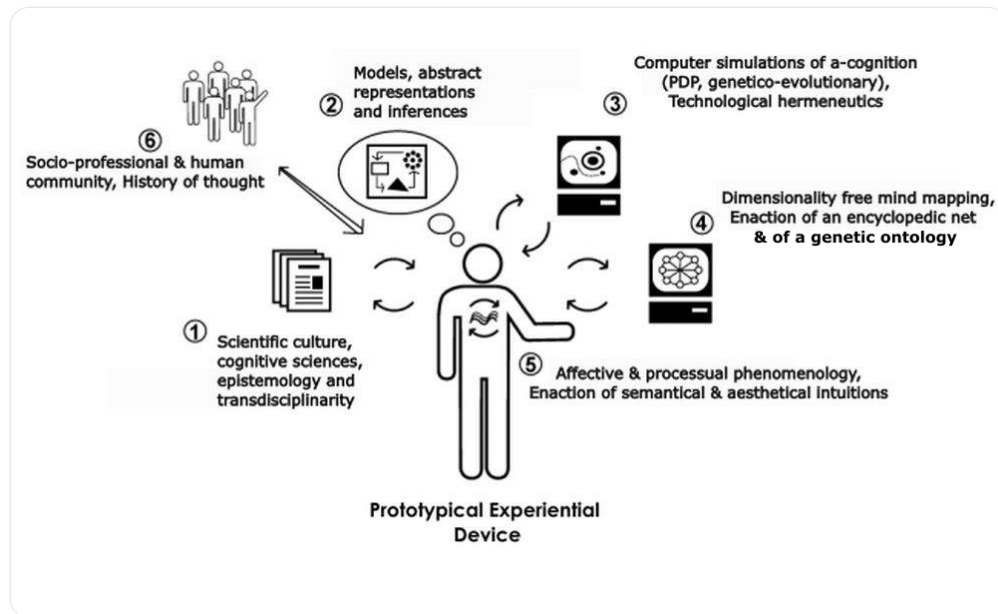 Computer simulations of a-cognition
(PDP, genetico-evolutionary),
Technological hermeneutics
③
Models, abstract
representations
and inferences
②
⑥
Socio-professional & human
community, History of thought
Dimensionality free mind mapping,
Enaction of an encyclopedic net
& of a genetic ontology
④
①
Scientific culture,
cognitive sciences,
epistemology and
transdisciplinarity
⑤
Affective & processual phenomenology,
Enaction of semantical & aesthetical intuitions
Prototypical Experiential
Device